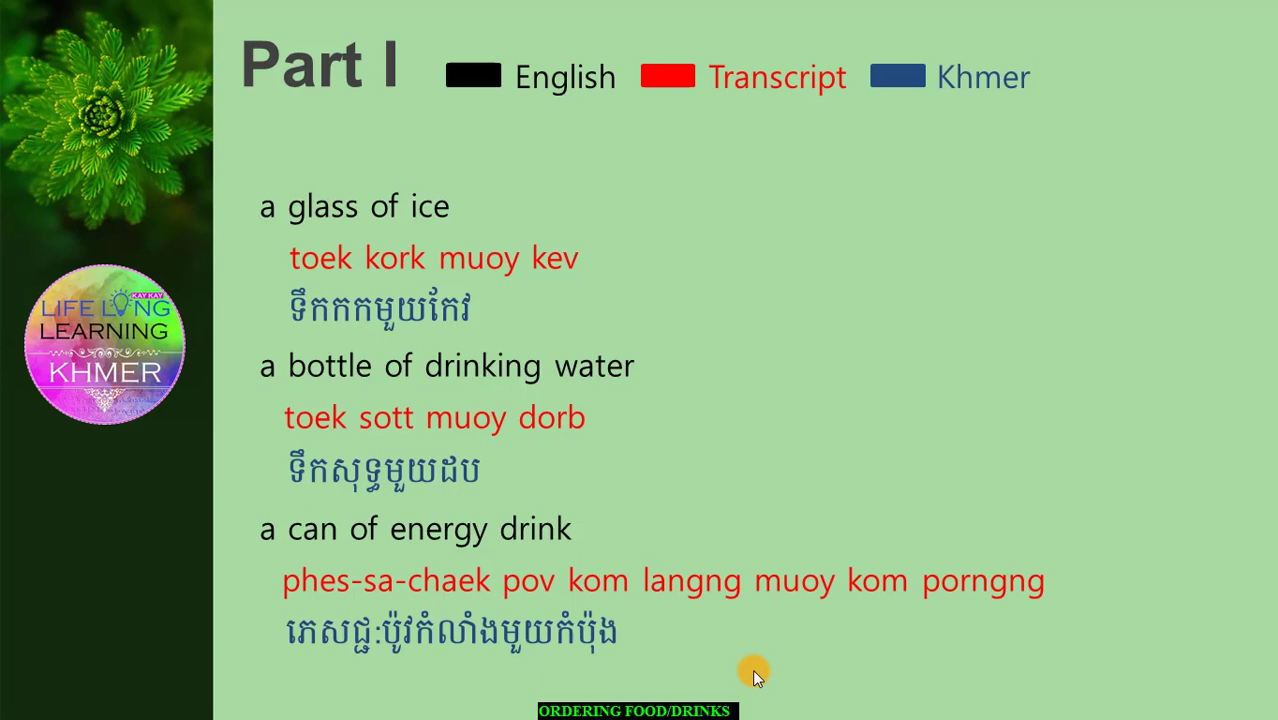 Part I
English Transcript Khmer
a glass of ice
toek kork muoy kev
ទឹកកកមួយកែវ
a bottle of drinking water
toek sott muoy dorb
ទឹកសុទ្ធមួយដប
a can of energy drink
phes-sa-chaek pov kom langng muoy kom porngng
ភេសជ្ជ:ប៉ូវកំលាំងមួយកំប៉ុង
KAY KAY
LIFE LONG
LEARNING
KHMER
ORDERING FOOD/DRINKS